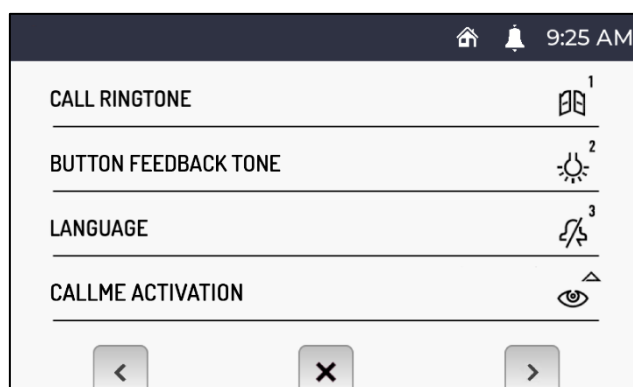 9:25 AM
CALL RINGTONE 1
BUTTON FEEDBACK TONE 2
LANGUAGE 3
CALLME ACTIVATION